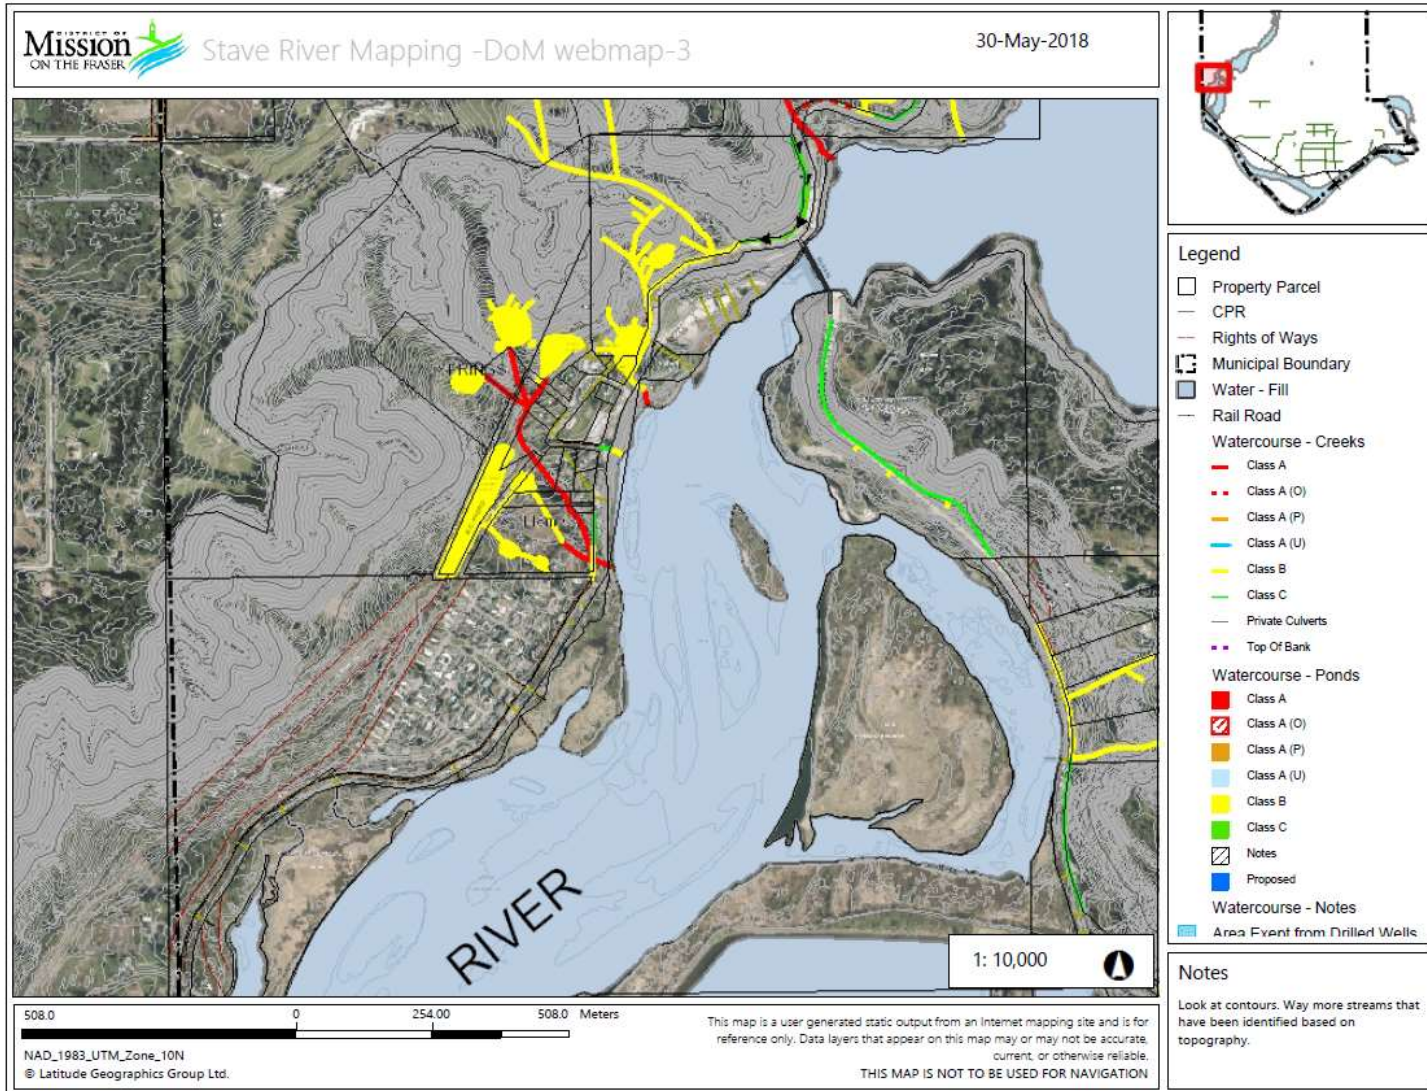 DISTRICT OF
Mission
ON THE FRASER
Stave River Mapping -DoM webmap-3
30-May-2018
RIVER
1: 10,000
Legend
Property Parcel
CPR
Rights of Ways
Municipal Boundary
Water - Fill
Rail Road
Watercourse - Creeks
Class A
Class A (O)
Class A (P)
Class A (U)
Class B
Class C
Private Culverts
Top Of Bank
Watercourse - Ponds
Class A
Class A (O)
Class A (P)
Class A (U)
Class B
Class C
Notes
Proposed
Watercourse - Notes
Area Exent from Drilled Wells
Notes
Look at contours. Way more streams that
have been identified based on
topography.
508.0 0 254.00 508.0 Meters
NAD_1983_UTM_Zone_10N
© Latitude Geographics Group Ltd.
This map is a user generated static output from an Internet mapping site and is for
reference only. Data layers that appear on this map may or may not be accurate,
current, or otherwise reliable.
THIS MAP IS NOT TO BE USED FOR NAVIGATION